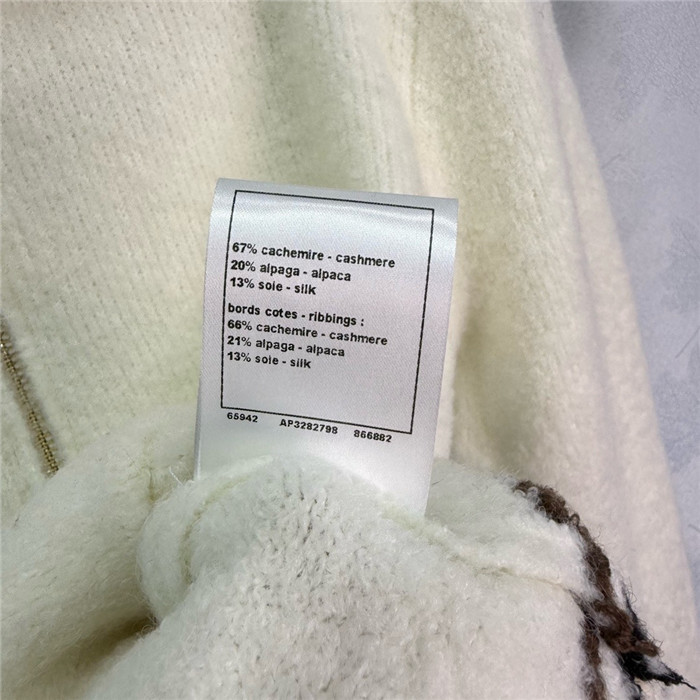 67% cachemire - cashmere
20% alpaga - alpaca
13% soie - silk
bords cotes - ribbings :
66% cachemire - cashmere
21% alpaga - alpaca
13% soie - silk
65942 AP3282798 866882